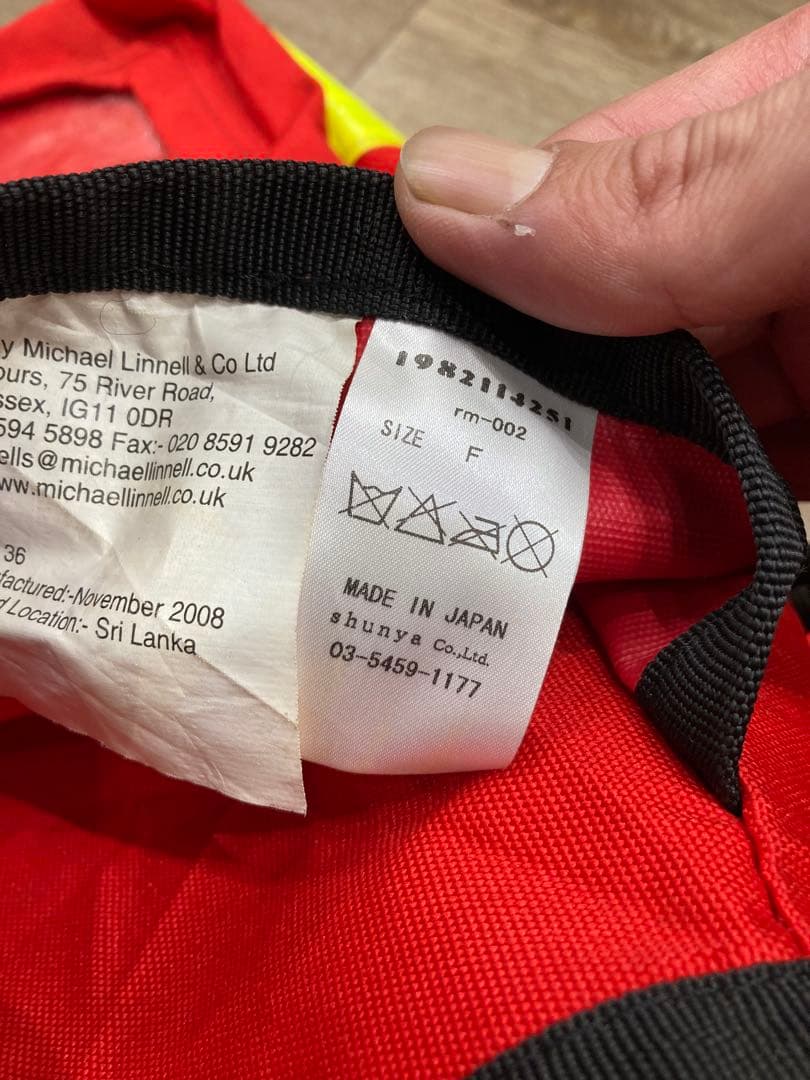 y Michael Linnell & Co Ltd
ours, 75 River Road,
ssex, IG11 0DR
594 5898 Fax:- 020 8591 9282
ells@michaellinnell.co.uk
ww.michaellinnell.co.uk
36
factured:-November 2008
d Location:- Sri Lanka
rm-002
SIZE F
MADE IN JAPAN
shunya Co.,Ltd.
03-5459-1177